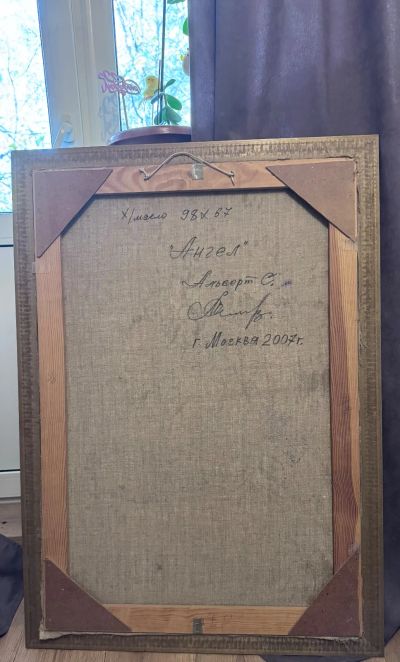 х/масло 98х67
"Ангел"
Альберт С.
г. Москва 2007г.